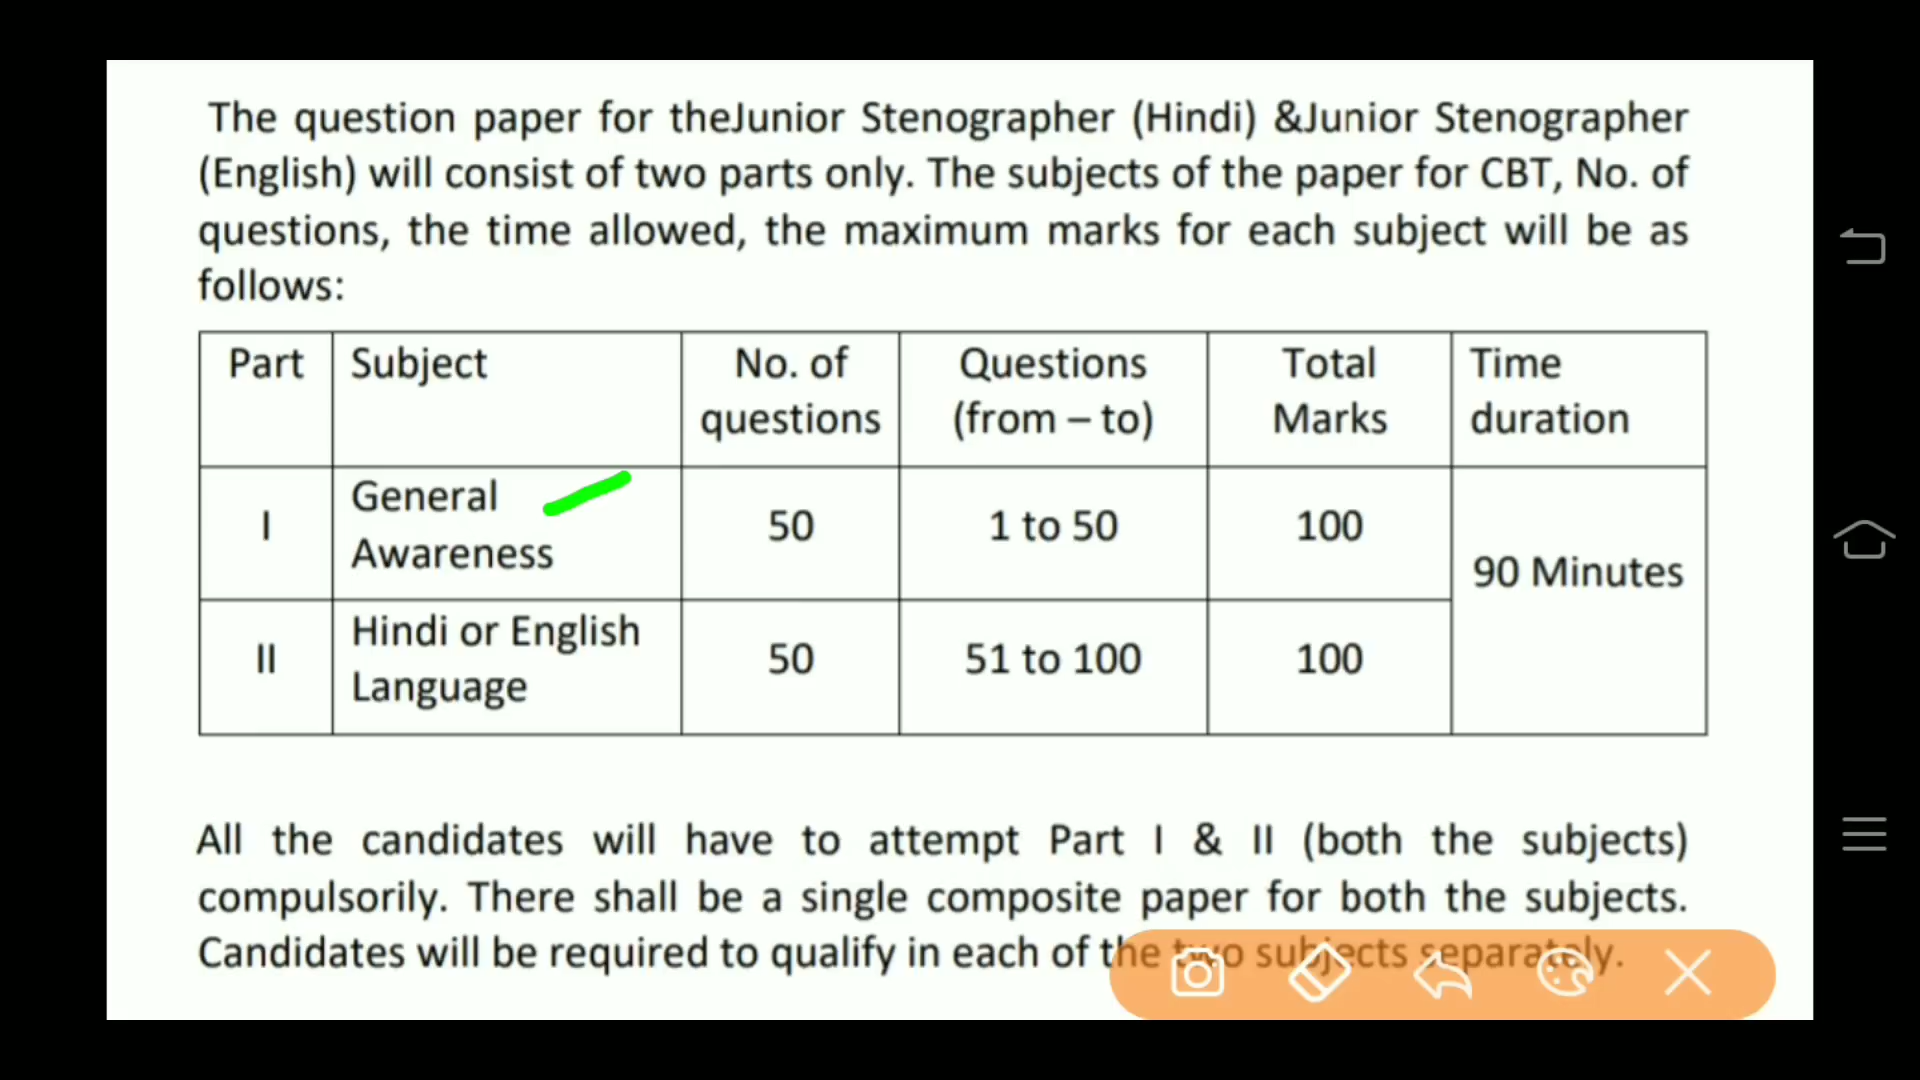 The question paper for theJunior Stenographer (Hindi) &Junior Stenographer
(English) will consist of two parts only. The subjects of the paper for CBT, No. of
questions, the time allowed, the maximum marks for each subject will be as
follows:
Part Subject No. of questions Questions (from – to) Total Marks Time duration
I General Awareness 50 1 to 50 100 90 Minutes
II Hindi or English Language 50 51 to 100 100
All the candidates will have to attempt Part I & II (both the subjects)
compulsorily. There shall be a single composite paper for both the subjects.
Candidates will be required to qualify in each of the two subjects separately.